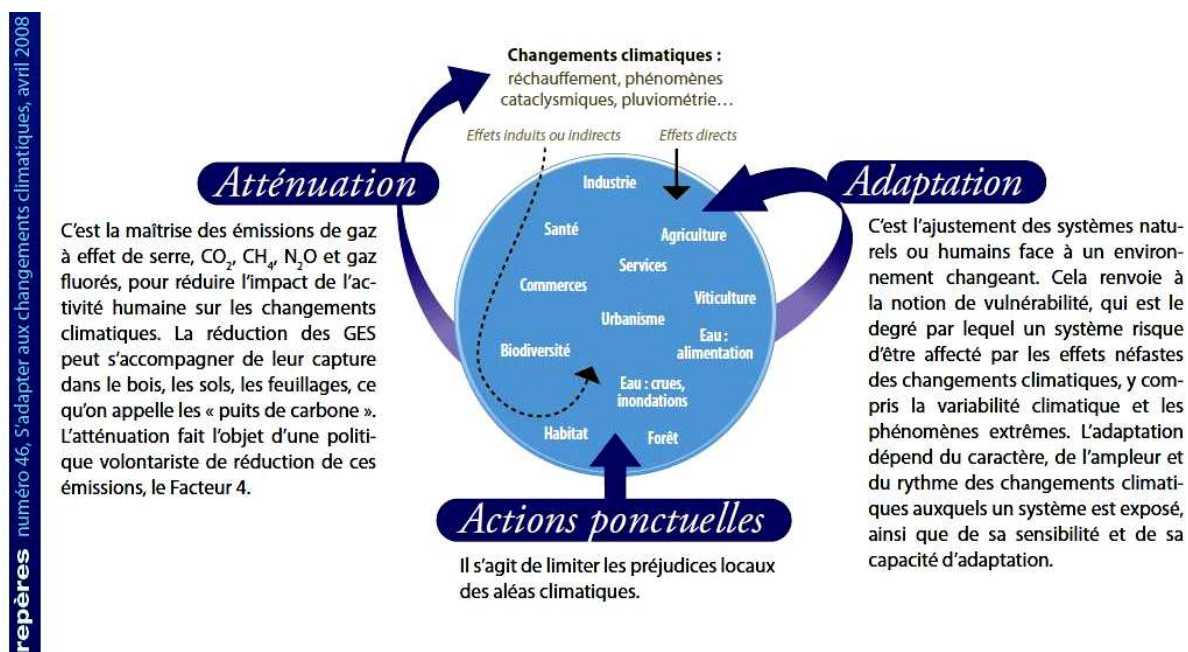 repères numéro 46, S'adapter aux changements climatiques, avril 2008
Changements climatiques :
réchauffement, phénomènes
cataclysmiques, pluviométrie…
Effets induits ou indirects
Effets directs
Atténuation
C'est la maîtrise des émissions de gaz
à effet de serre, CO₂, CH₄, N₂O et gaz
fluorés, pour réduire l'impact de l'ac-
tivité humaine sur les changements
climatiques. La réduction des GES
peut s'accompagner de leur capture
dans le bois, les sols, les feuillages, ce
qu'on appelle les « puits de carbone ».
L'atténuation fait l'objet d'une politi-
que volontariste de réduction de ces
émissions, le Facteur 4.
Industrie
Santé
Agriculture
Services
Commerces
Viticulture
Urbanisme
Biodiversité
Eau :
alimentation
Eau : crues,
inondations
Habitat
Forêt
Adaptation
C'est l'ajustement des systèmes natu-
rels ou humains face à un environ-
nement changeant. Cela renvoie à
la notion de vulnérabilité, qui est le
degré par lequel un système risque
d'être affecté par les effets néfastes
des changements climatiques, y com-
pris la variabilité climatique et les
phénomènes extrêmes. L'adaptation
dépend du caractère, de l'ampleur et
du rythme des changements climati-
ques auxquels un système est exposé,
ainsi que de sa sensibilité et de sa
capacité d'adaptation.
Actions ponctuelles
Il s'agit de limiter les préjudices locaux
des aléas climatiques.